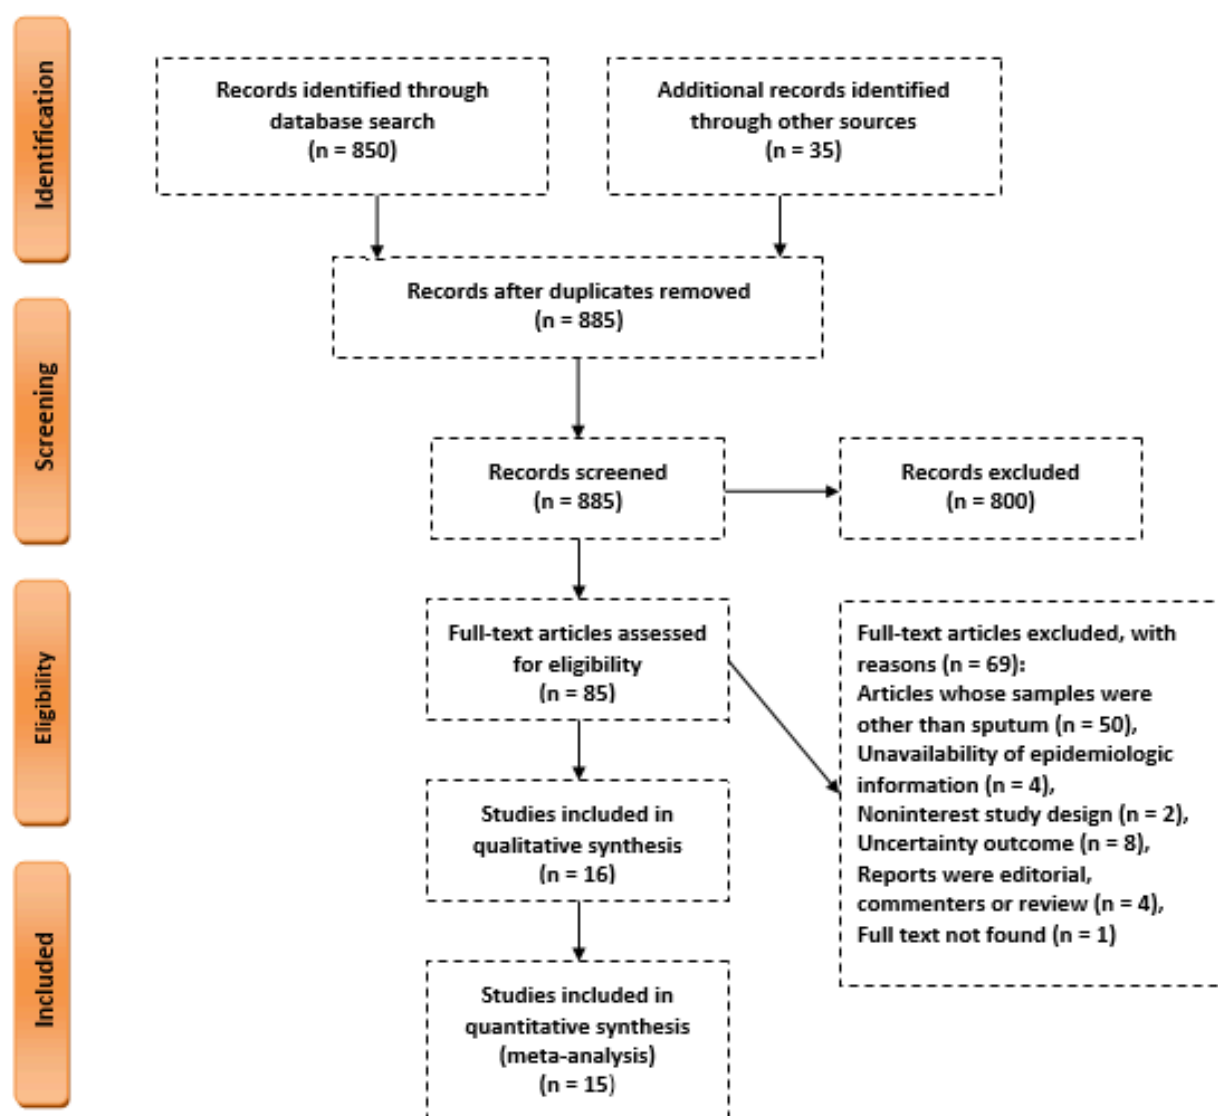 Identification
Records identified through
database search
(n = 850)
Additional records identified
through other sources
(n = 35)
Records after duplicates removed
(n = 885)
Screening
Records screened
(n = 885)
Records excluded
(n = 800)
Eligibility
Full-text articles assessed
for eligibility
(n = 85)
Full-text articles excluded, with
reasons (n = 69):
Articles whose samples were
other than sputum (n = 50),
Unavailability of epidemiologic
information (n = 4),
Noninterest study design (n = 2),
Uncertainty outcome (n = 8),
Reports were editorial,
commenters or review (n = 4),
Full text not found (n = 1)
Studies included in
qualitative synthesis
(n = 16)
Included
Studies included in
quantitative synthesis
(meta-analysis)
(n = 15)